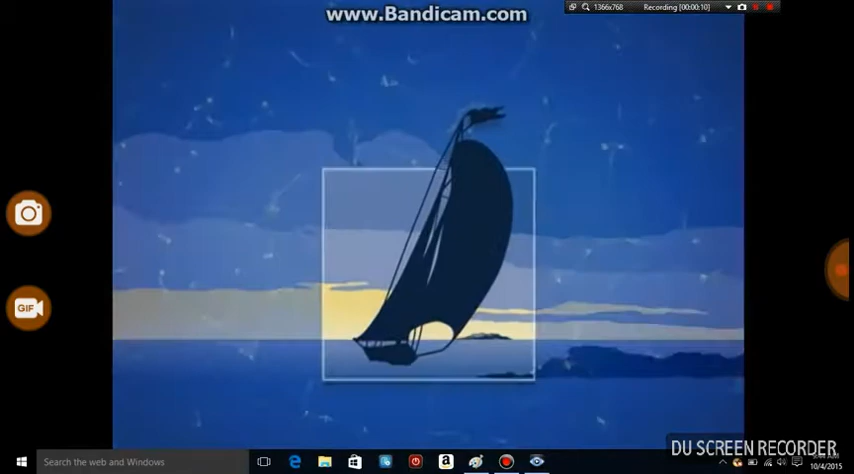 www.Bandicam.com
1366x768 Recording [00:00:10]
GIF
DU SCREEN RECORDER
Search the web and Windows
a
10/4/2015